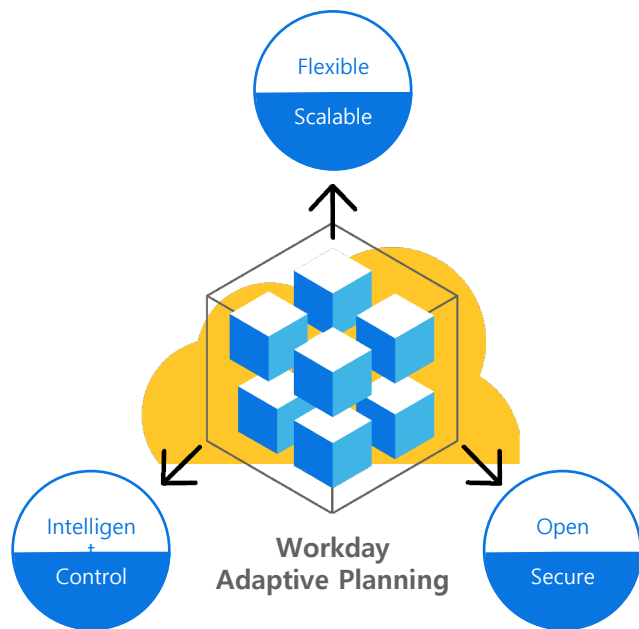 Flexible
Scalable
Intelligen
t
Control
Workday
Adaptive Planning
Open
Secure